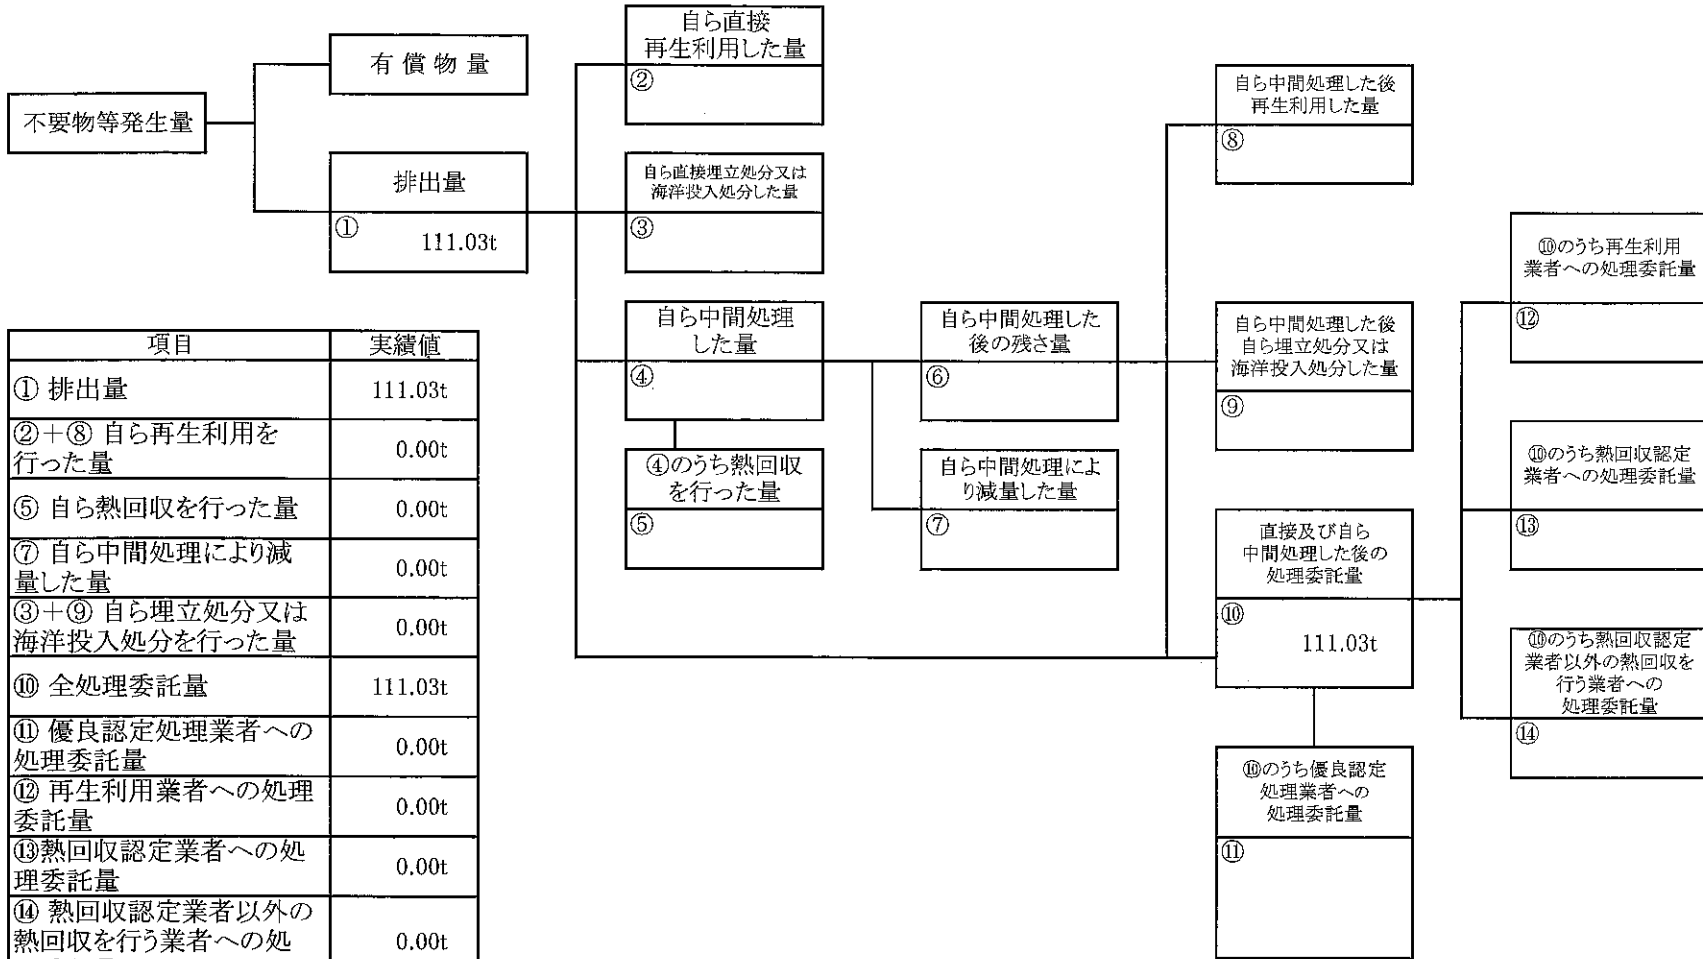 不要物等発生量
有 償 物 量
排出量
①
111.03t
自ら直接
再生利用した量
②
自ら直接埋立処分又は
海洋投入処分した量
③
自ら中間処理
した量
④
④のうち熱回収
を行った量
⑤
自ら中間処理した
後の残さ量
⑥
自ら中間処理によ
り減量した量
⑦
自ら中間処理した後
再生利用した量
⑧
自ら中間処理した後
自ら埋立処分又は
海洋投入処分した量
⑨
直接及び自ら
中間処理した後の
処理委託量
⑩
111.03t
⑩のうち優良認定
処理業者への
処理委託量
⑪
⑩のうち再生利用
業者への処理委託量
⑫
⑩のうち熱回収認定
業者への処理委託量
⑬
⑩のうち熱回収認定
業者以外の熱回収を
行う業者への
処理委託量
⑭
項目 実績値
① 排出量 111.03t
②+⑧ 自ら再生利用を
行った量 0.00t
⑤ 自ら熱回収を行った量 0.00t
⑦ 自ら中間処理により減
量した量 0.00t
③+⑨ 自ら埋立処分又は
海洋投入処分を行った量 0.00t
⑩ 全処理委託量 111.03t
⑪ 優良認定処理業者への
処理委託量 0.00t
⑫ 再生利用業者への処理
委託量 0.00t
⑬熱回収認定業者への処
理委託量 0.00t
⑭ 熱回収認定業者以外の
熱回収を行う業者への処 0.00t